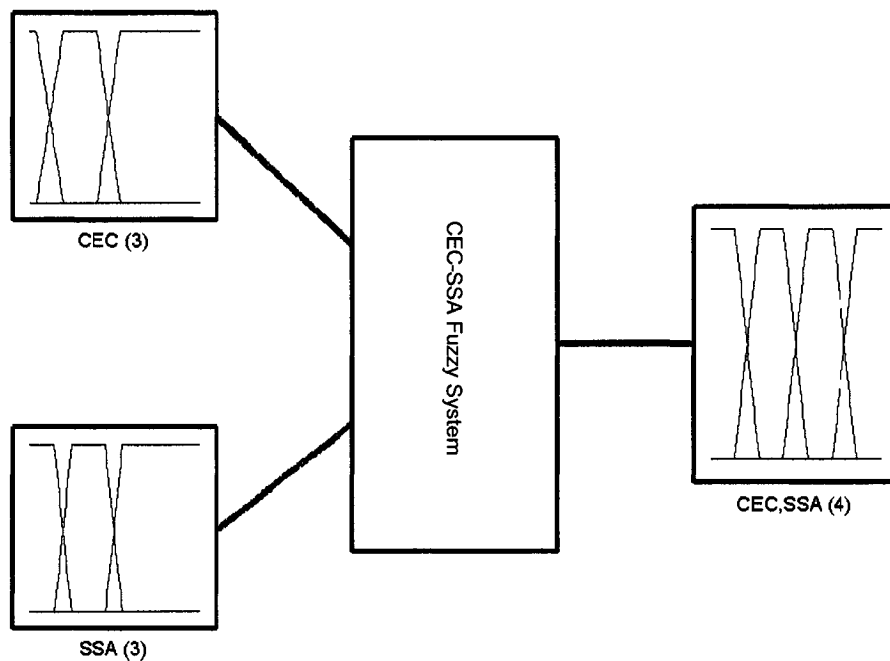 CEC (3)
CEC-SSA Fuzzy System
CEC,SSA (4)
SSA (3)